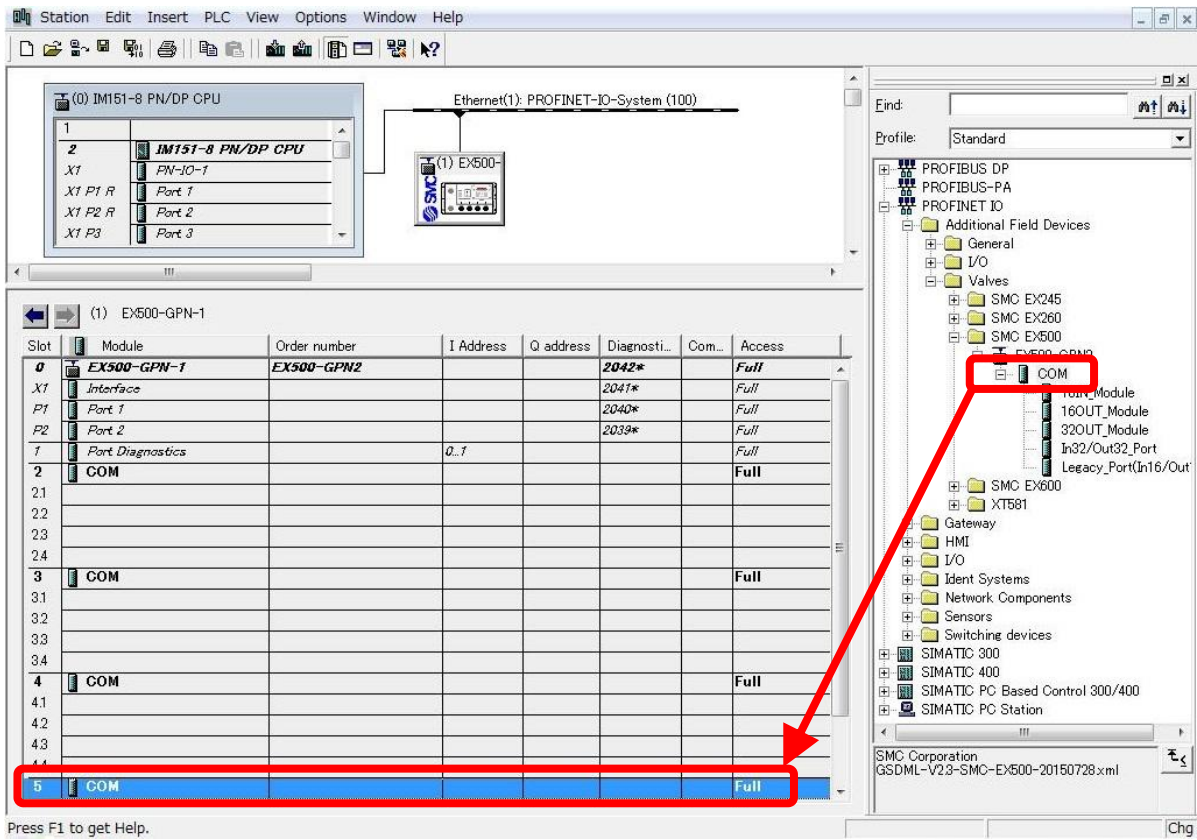 Station Edit Insert PLC View Options Window Help
(0) IM151-8 PN/DP CPU
1
2 IM151-8 PN/DP CPU
X1 PN-IO-1
X1 P1 R Port 1
X1 P2 R Port 2
X1 P3 Port 3
Ethernet(1): PROFINET-IO-System (100)
(1) EX500-
SMC
(1) EX500-GPN-1
Slot Module Order number I Address Q address Diagnosti... Com... Access
0 EX500-GPN-1 EX500-GPN2 2042* Full
X1 Interface 2041* Full
P1 Port 1 2040* Full
P2 Port 2 2039* Full
1 Port Diagnostics 0..1 Full
2 COM Full
2.1
2.2
2.3
2.4
3 COM Full
3.1
3.2
3.3
3.4
4 COM Full
4.1
4.2
4.3
4.4
5 COM Full
Find:
Profile: Standard
PROFIBUS DP
PROFIBUS-PA
PROFINET IO
Additional Field Devices
General
I/O
Valves
SMC EX245
SMC EX260
SMC EX500
EX500-GPN2
COM
16IN_Module
16OUT_Module
32OUT_Module
In32/Out32_Port
Legacy_Port(In16/Out
SMC EX600
XT581
Gateway
HMI
I/O
Ident Systems
Network Components
Sensors
Switching devices
SIMATIC 300
SIMATIC 400
SIMATIC PC Based Control 300/400
SIMATIC PC Station
SMC Corporation
GSDML-V2.3-SMC-EX500-20150728.xml
Press F1 to get Help.
Chg